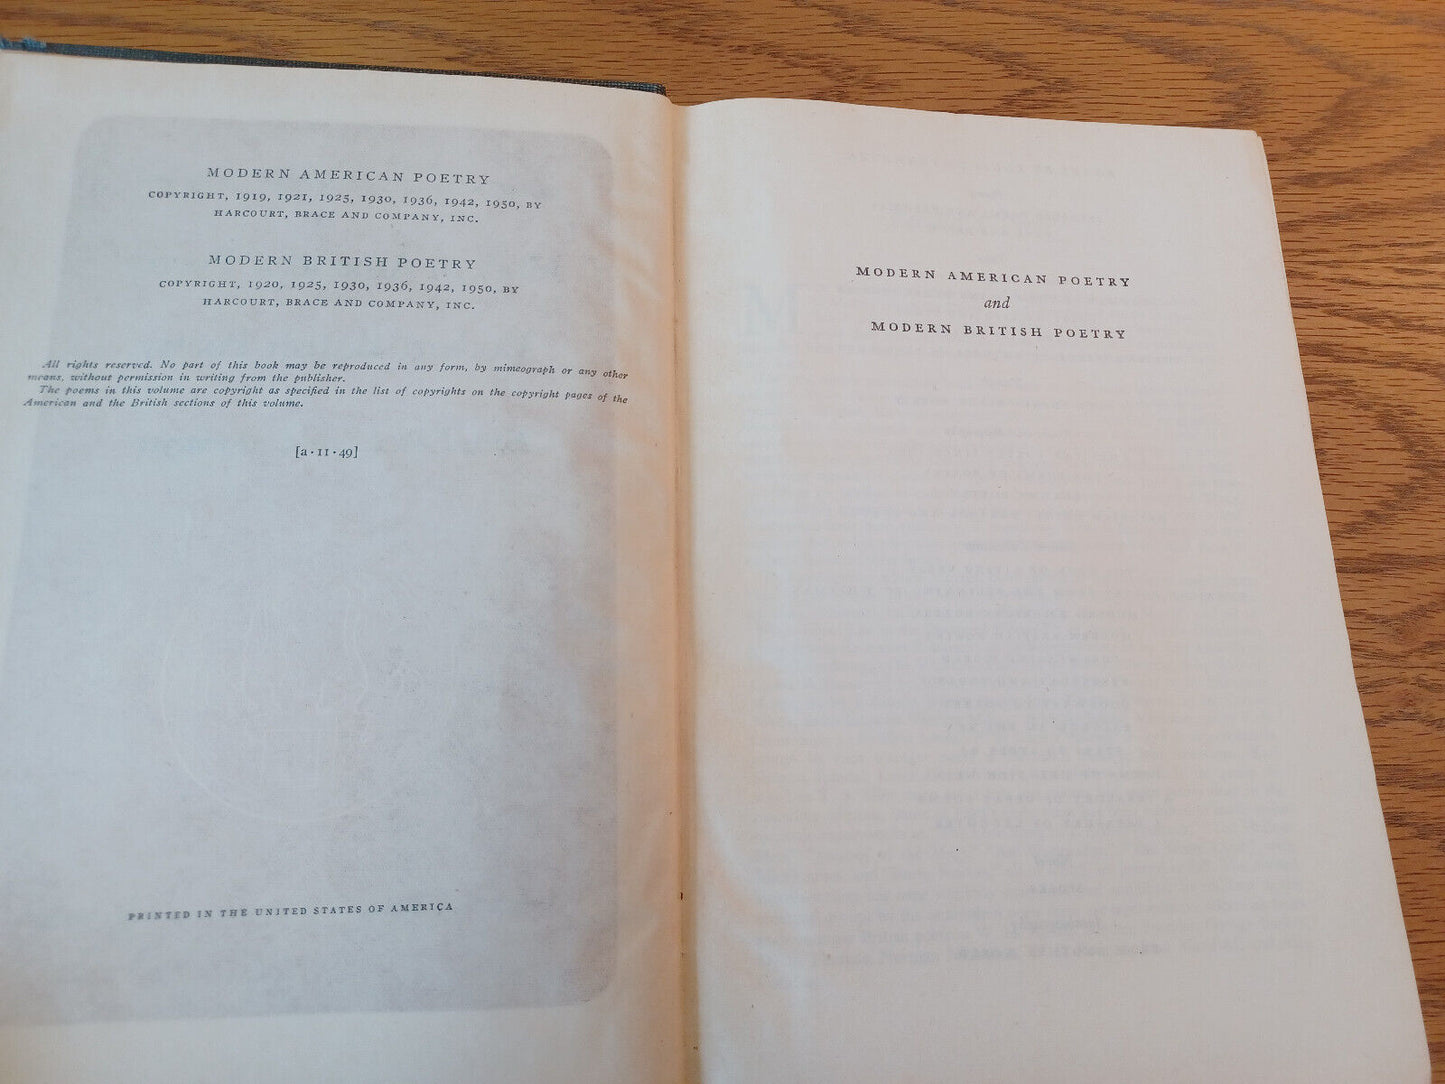 MODERN AMERICAN POETRY
COPYRIGHT, 1919, 1921, 1925, 1930, 1936, 1942, 1950, BY
HARCOURT, BRACE AND COMPANY, INC.
MODERN BRITISH POETRY
COPYRIGHT, 1920, 1925, 1930, 1936, 1942, 1950, BY
HARCOURT, BRACE AND COMPANY, INC.
All rights reserved. No part of this book may be reproduced in any form, by mimeograph or any other
means, without permission in writing from the publisher.
The poems in this volume are copyright as specified in the list of copyrights on the copyright pages of the
American and the British sections of this volume.
[a·11·49]
PRINTED IN THE UNITED STATES OF AMERICA
MODERN AMERICAN POETRY
and
MODERN BRITISH POETRY